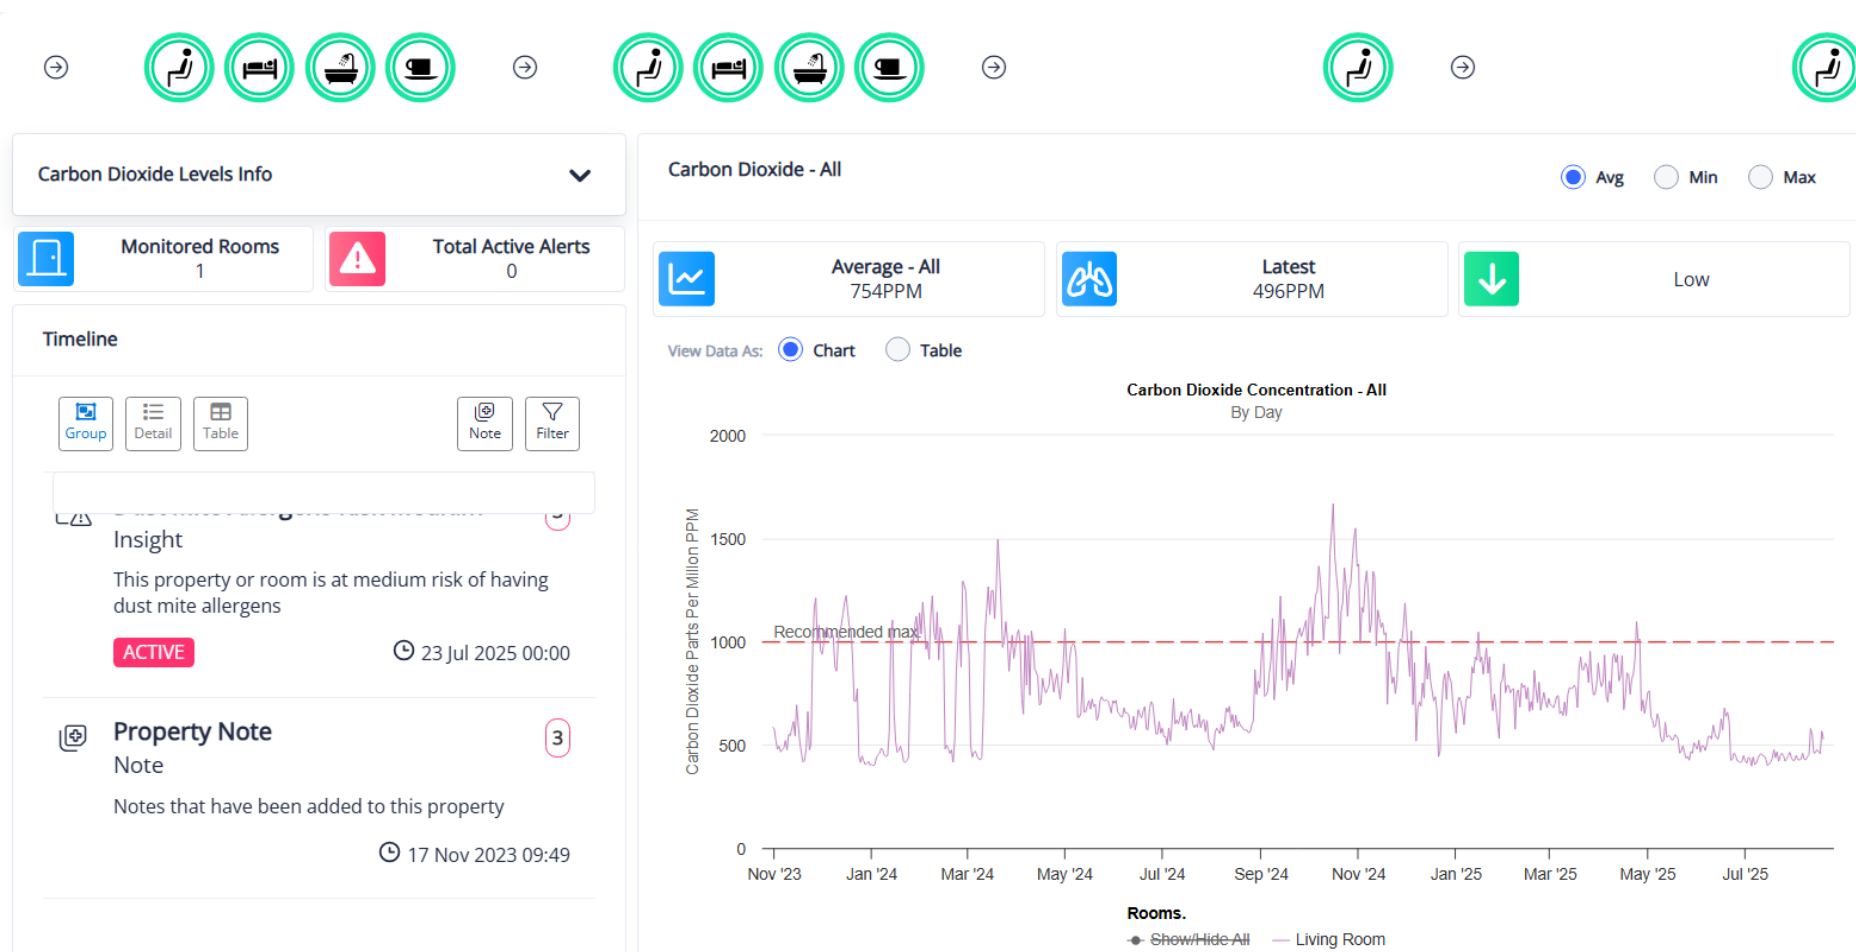 Carbon Dioxide Levels Info
Monitored Rooms
1
Total Active Alerts
0
Timeline
Group
Detail
Table
Note
Filter
Insight
This property or room is at medium risk of having
dust mite allergens
ACTIVE
23 Jul 2025 00:00
Property Note
3
Note
Notes that have been added to this property
17 Nov 2023 09:49
Carbon Dioxide - All
Avg
Min
Max
Average - All
754PPM
Latest
496PPM
Low
View Data As:
Chart
Table
Carbon Dioxide Concentration - All
By Day
Carbon Dioxide Parts Per Millon PPM
2000
1500
1000
500
0
Recommended max.
Nov '23
Jan '24
Mar '24
May '24
Jul '24
Sep '24
Nov '24
Jan '25
Mar '25
May '25
Jul '25
Rooms.
Show/Hide All
Living Room